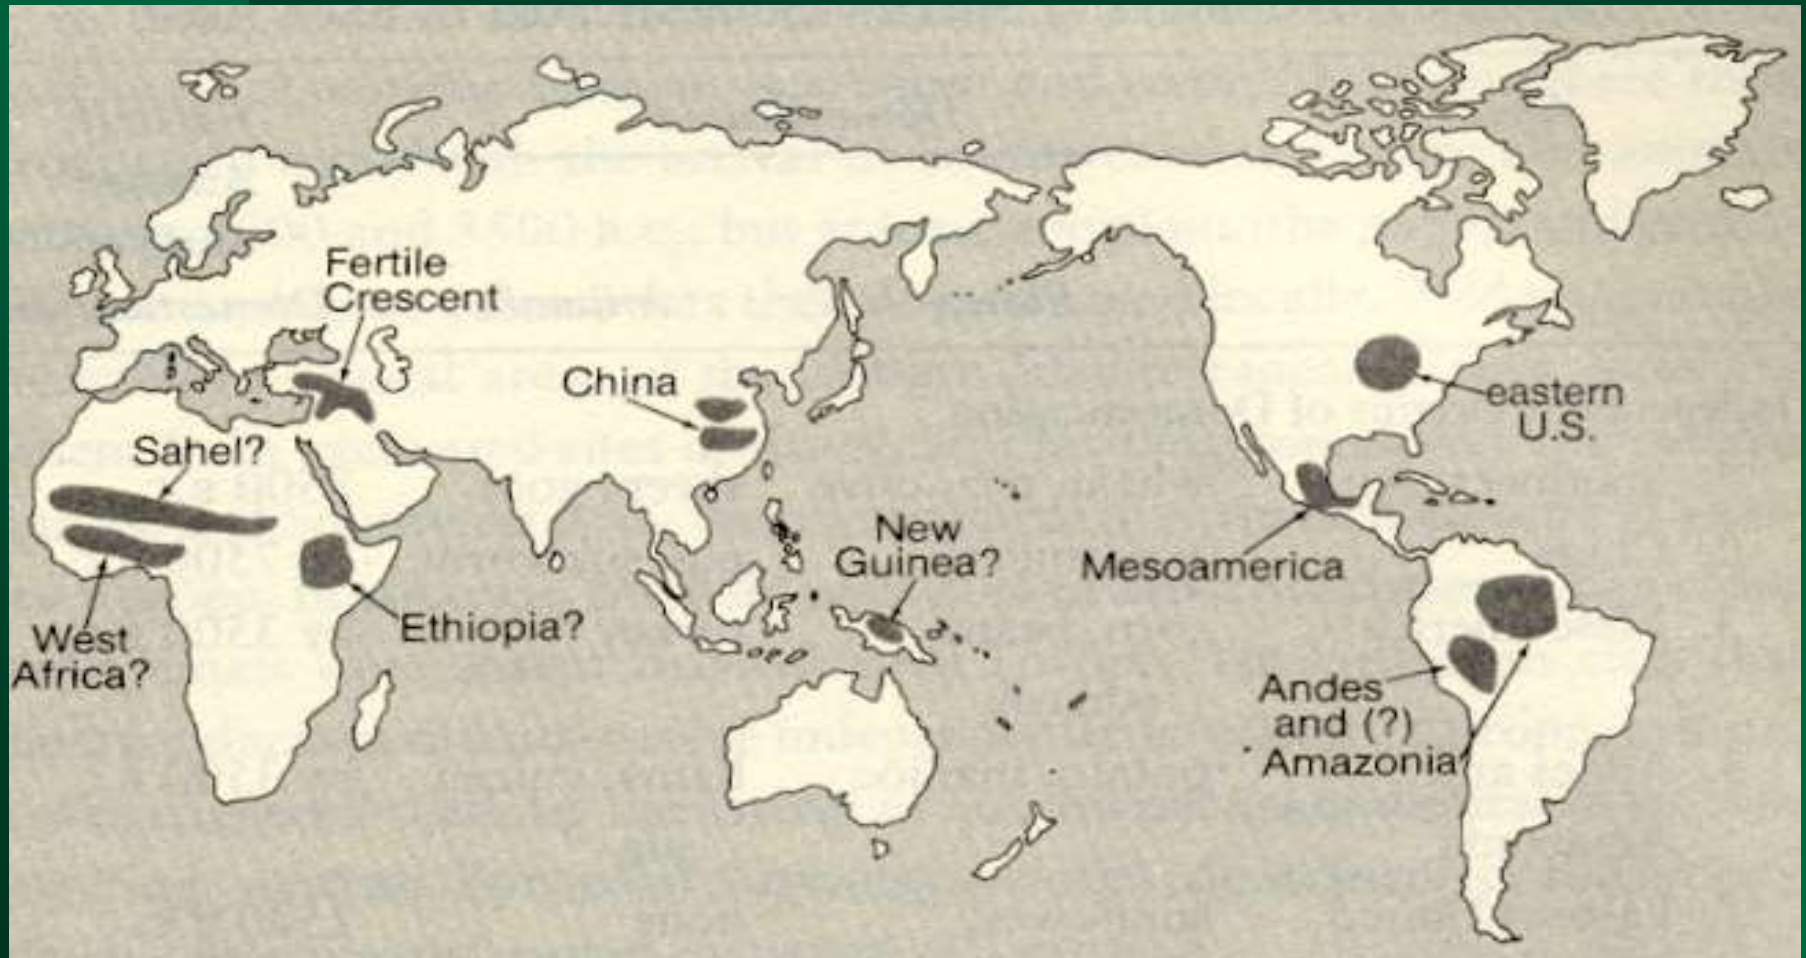 Fertile
Crescent
China
eastern
U.S.
Sahel?
New
Guinea?
Mesoamerica
West
Africa?
Ethiopia?
Andes
and (?)
Amazonia